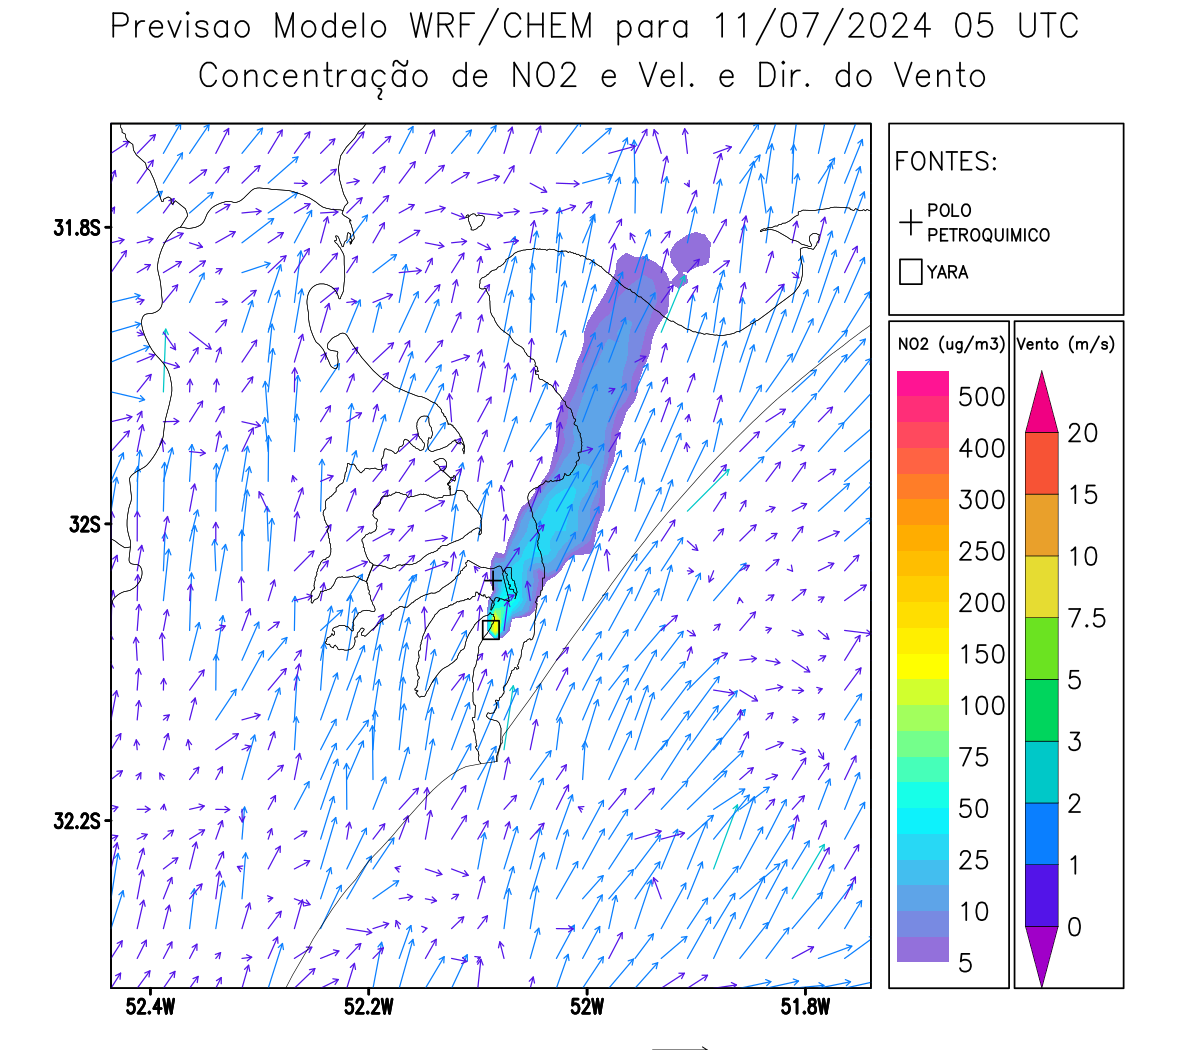 Previsao Modelo WRF/CHEM para 11/07/2024 05 UTC
Concentração de NO2 e Vel. e Dir. do Vento
FONTES:
POLO
PETROQUIMICO
YARA
NO2 (ug/m3)
500
400
300
250
200
150
100
75
50
25
10
5
Vento (m/s)
20
15
10
7.5
5
3
2
1
0
31.8S
32S
32.2S
52.4W
52.2W
52W
51.8W